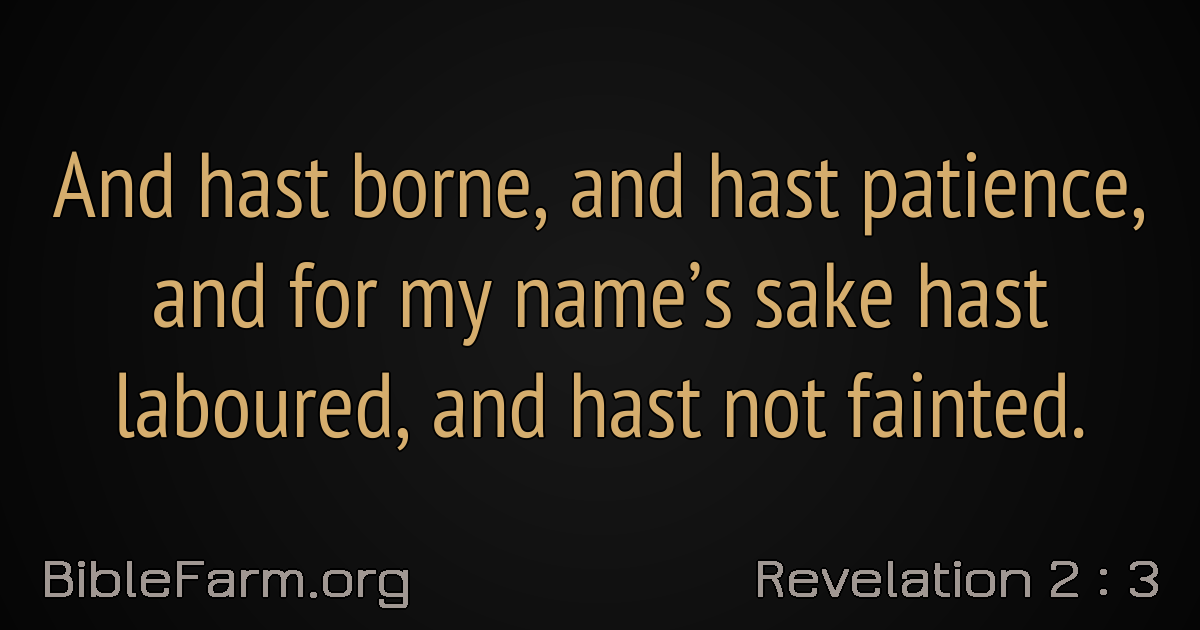 And hast borne, and hast patience,
and for my name’s sake hast
laboured, and hast not fainted.
BibleFarm.org
Revelation 2 : 3